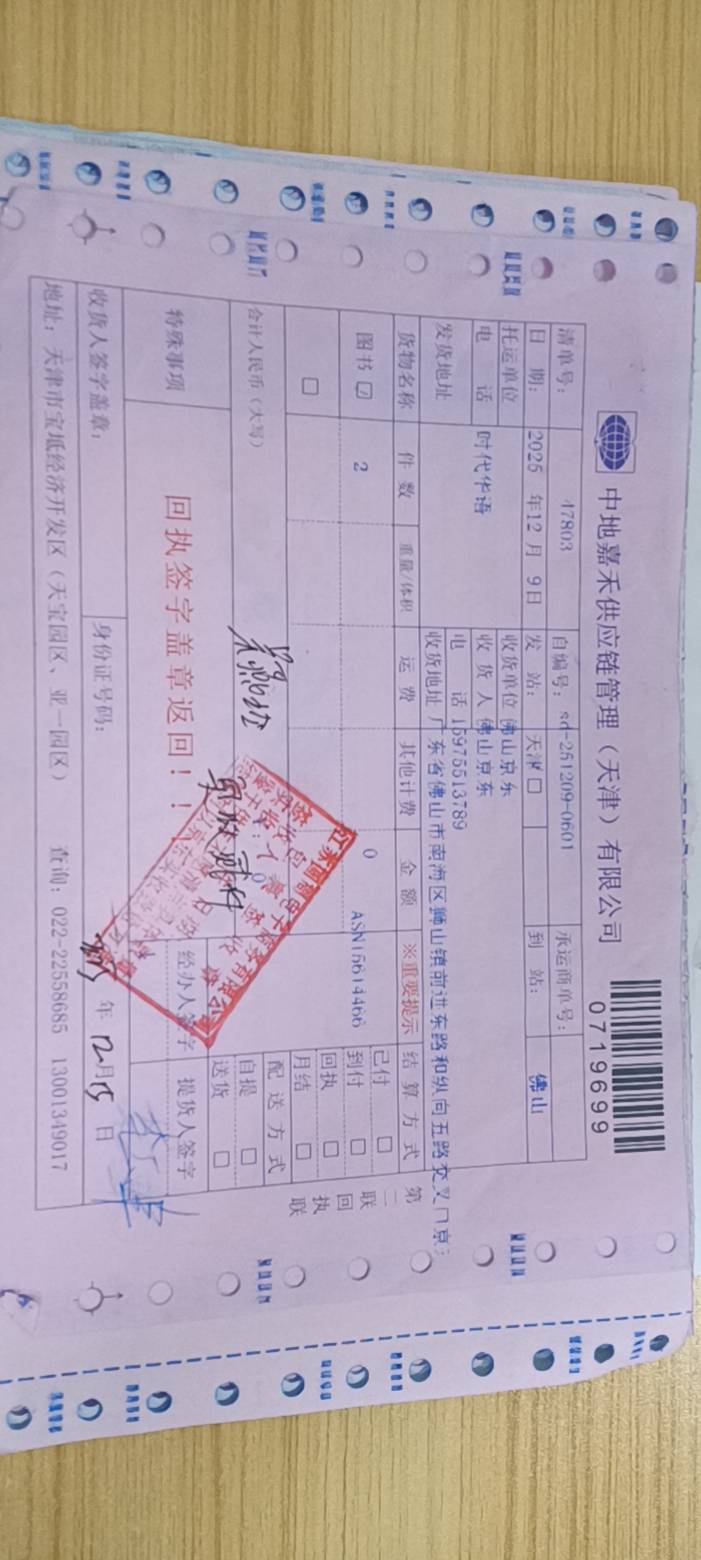 中地嘉禾供应链管理（天津）有限公司
0719699
清单号： 47803 自编号：sd-251209-0601 承运商单号：
日 期： 2025 年12 月 9日 发 站： 天津 □ 到 站： 佛山
托运单位 收货单位 佛山京东
时代华语
电 话 收 货 人 佛山京东
电 话 15975513789
发货地址 收货地址 广东省佛山市南海区狮山镇前进东路和纵向五路交叉口京
货物名称 件 数 重量/体积 运 费 其他计费 金 额 ※重要提示 结 算 方 式
图书 ☑ 2 0 ASN15614466 已付 □
到付 □
回执 □
□ 月结 □
合计人民币（大写） 配 送 方 式
自提 □
送货 □
特殊事项 回执签字盖章返回！！ 经办人签字 提货人签字
收货人签字盖章： 身份证号码： 年 12月15日
地址：天津市宝坻经济开发区（天宝园区、亚一园区） 查询：022-22558685 13001349017
第二联 回执联